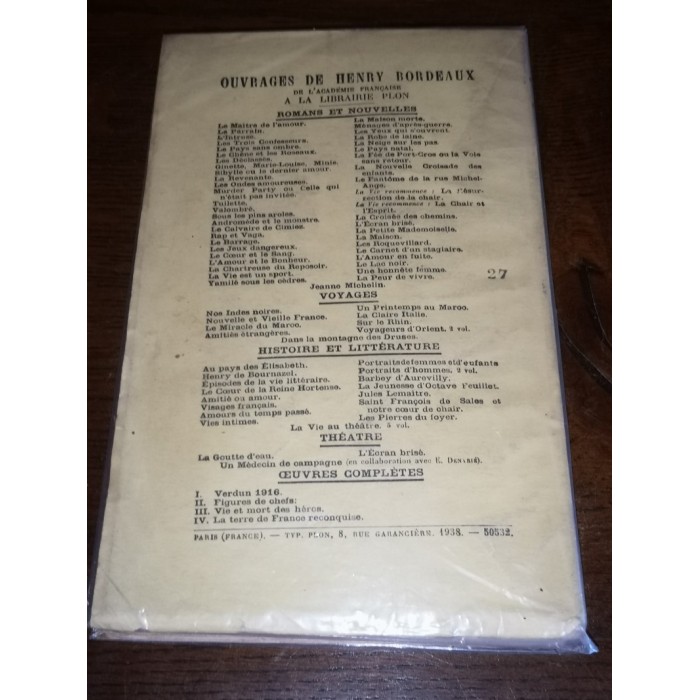 OUVRAGES DE HENRY BORDEAUX
DE L'ACADÉMIE FRANÇAISE
A LA LIBRAIRIE PLON
ROMANS ET NOUVELLES
Le Maître de l'amour.
Le Parrain.
L'Intruse.
Les Trois Confesseurs.
Le Pays sans ombre.
Le Chêne et les Roseaux.
Les Déclassés.
Ginette, Marie-Louise, Minie.
Sibylle ou le dernier amour.
La Revenante.
Les Ondes amoureuses.
Murder Party ou Celle qui
n'était pas invitée.
Tuilette.
Valombré.
Sous les pins aroles.
Andromède et le monstre.
Le Calvaire de Cimiez.
Rap et Vaga.
Le Barrage.
Les Jeux dangereux.
Le Cœur et le Sang.
L'Amour et le Bonheur.
La Chartreuse du Reposoir.
La Vie est un sport.
Yamilé sous les cèdres.
La Maison morte.
Ménages d'après-guerre.
Les Yeux qui s'ouvrent.
La Robe de laine.
La Neige sur les pas.
Le Pays natal.
La Fée de Port-Cros ou la Voie
sans retour.
La Nouvelle Croisade des
enfants.
Le Fantôme de la rue Michel-
Ange.
La Vie recommence : La Résur-
rection de la chair.
La Vie recommence : La Chair et
l'Esprit.
La Croisée des chemins.
L'Écran brisé.
La Petite Mademoiselle.
La Maison.
Les Roquevillard.
Le Carnet d'un stagiaire.
L'Amour en fuite.
Le Lac noir.
Une honnête femme.
La Peur de vivre.
27
Jeanne Michelin.
VOYAGES
Nos Indes noires.
Nouvelle et Vieille France.
Le Miracle du Maroc.
Amitiés étrangères.
Un Printemps au Maroc.
La Claire Italie.
Sur le Rhin.
Voyageurs d'Orient. 2 vol.
Dans la montagne des Druses.
HISTOIRE ET LITTÉRATURE
Au pays des Élisabeth.
Henry de Bournazel.
Épisodes de la vie littéraire.
Le Cœur de la Reine Hortense.
Amitié ou amour.
Visages français.
Amours du temps passé.
Vies intimes.
Portraits de femmes et d'enfants
Portraits d'hommes. 2 vol.
Barbey d'Aurevilly.
La Jeunesse d'Octave Feuillet.
Jules Lemaître.
Saint François de Sales et
notre cœur de chair.
Les Pierres du foyer.
La Vie au théâtre. 5 vol.
THÉATRE
La Goutte d'eau.
L'Écran brisé.
Un Médecin de campagne (en collaboration avec E. DENARIÉ).
ŒUVRES COMPLÈTES
I. Verdun 1916.
II. Figures de chefs:
III. Vie et mort des héros.
IV. La terre de France reconquise.
PARIS (FRANCE). — TYP. PLON, 8, RUE GARANCIÈRE. 1938. — 50532.